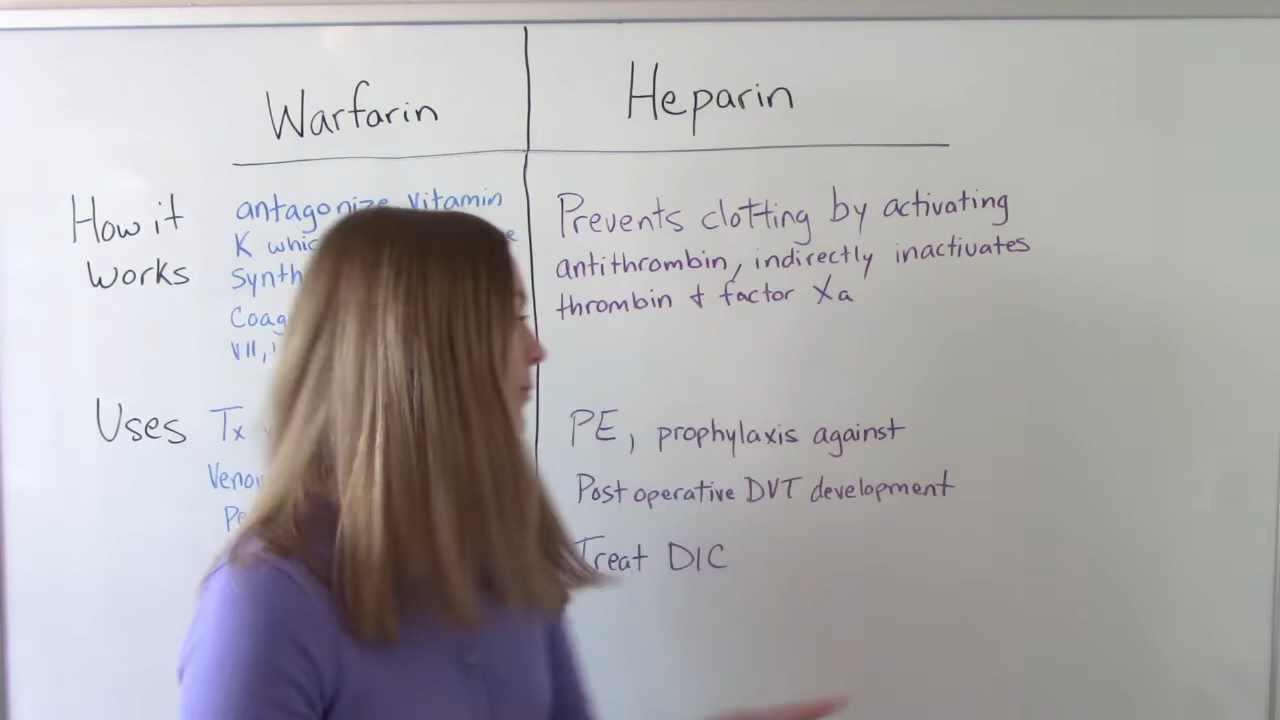 Warfarin
Heparin
How it
works
antagonize vitamin
K
VII,
Prevents clotting by activating
antithrombin, indirectly inactivates
thrombin & factor Xa
Uses
Tx
PE, prophylaxis against
Post operative DVT development
Treat DIC